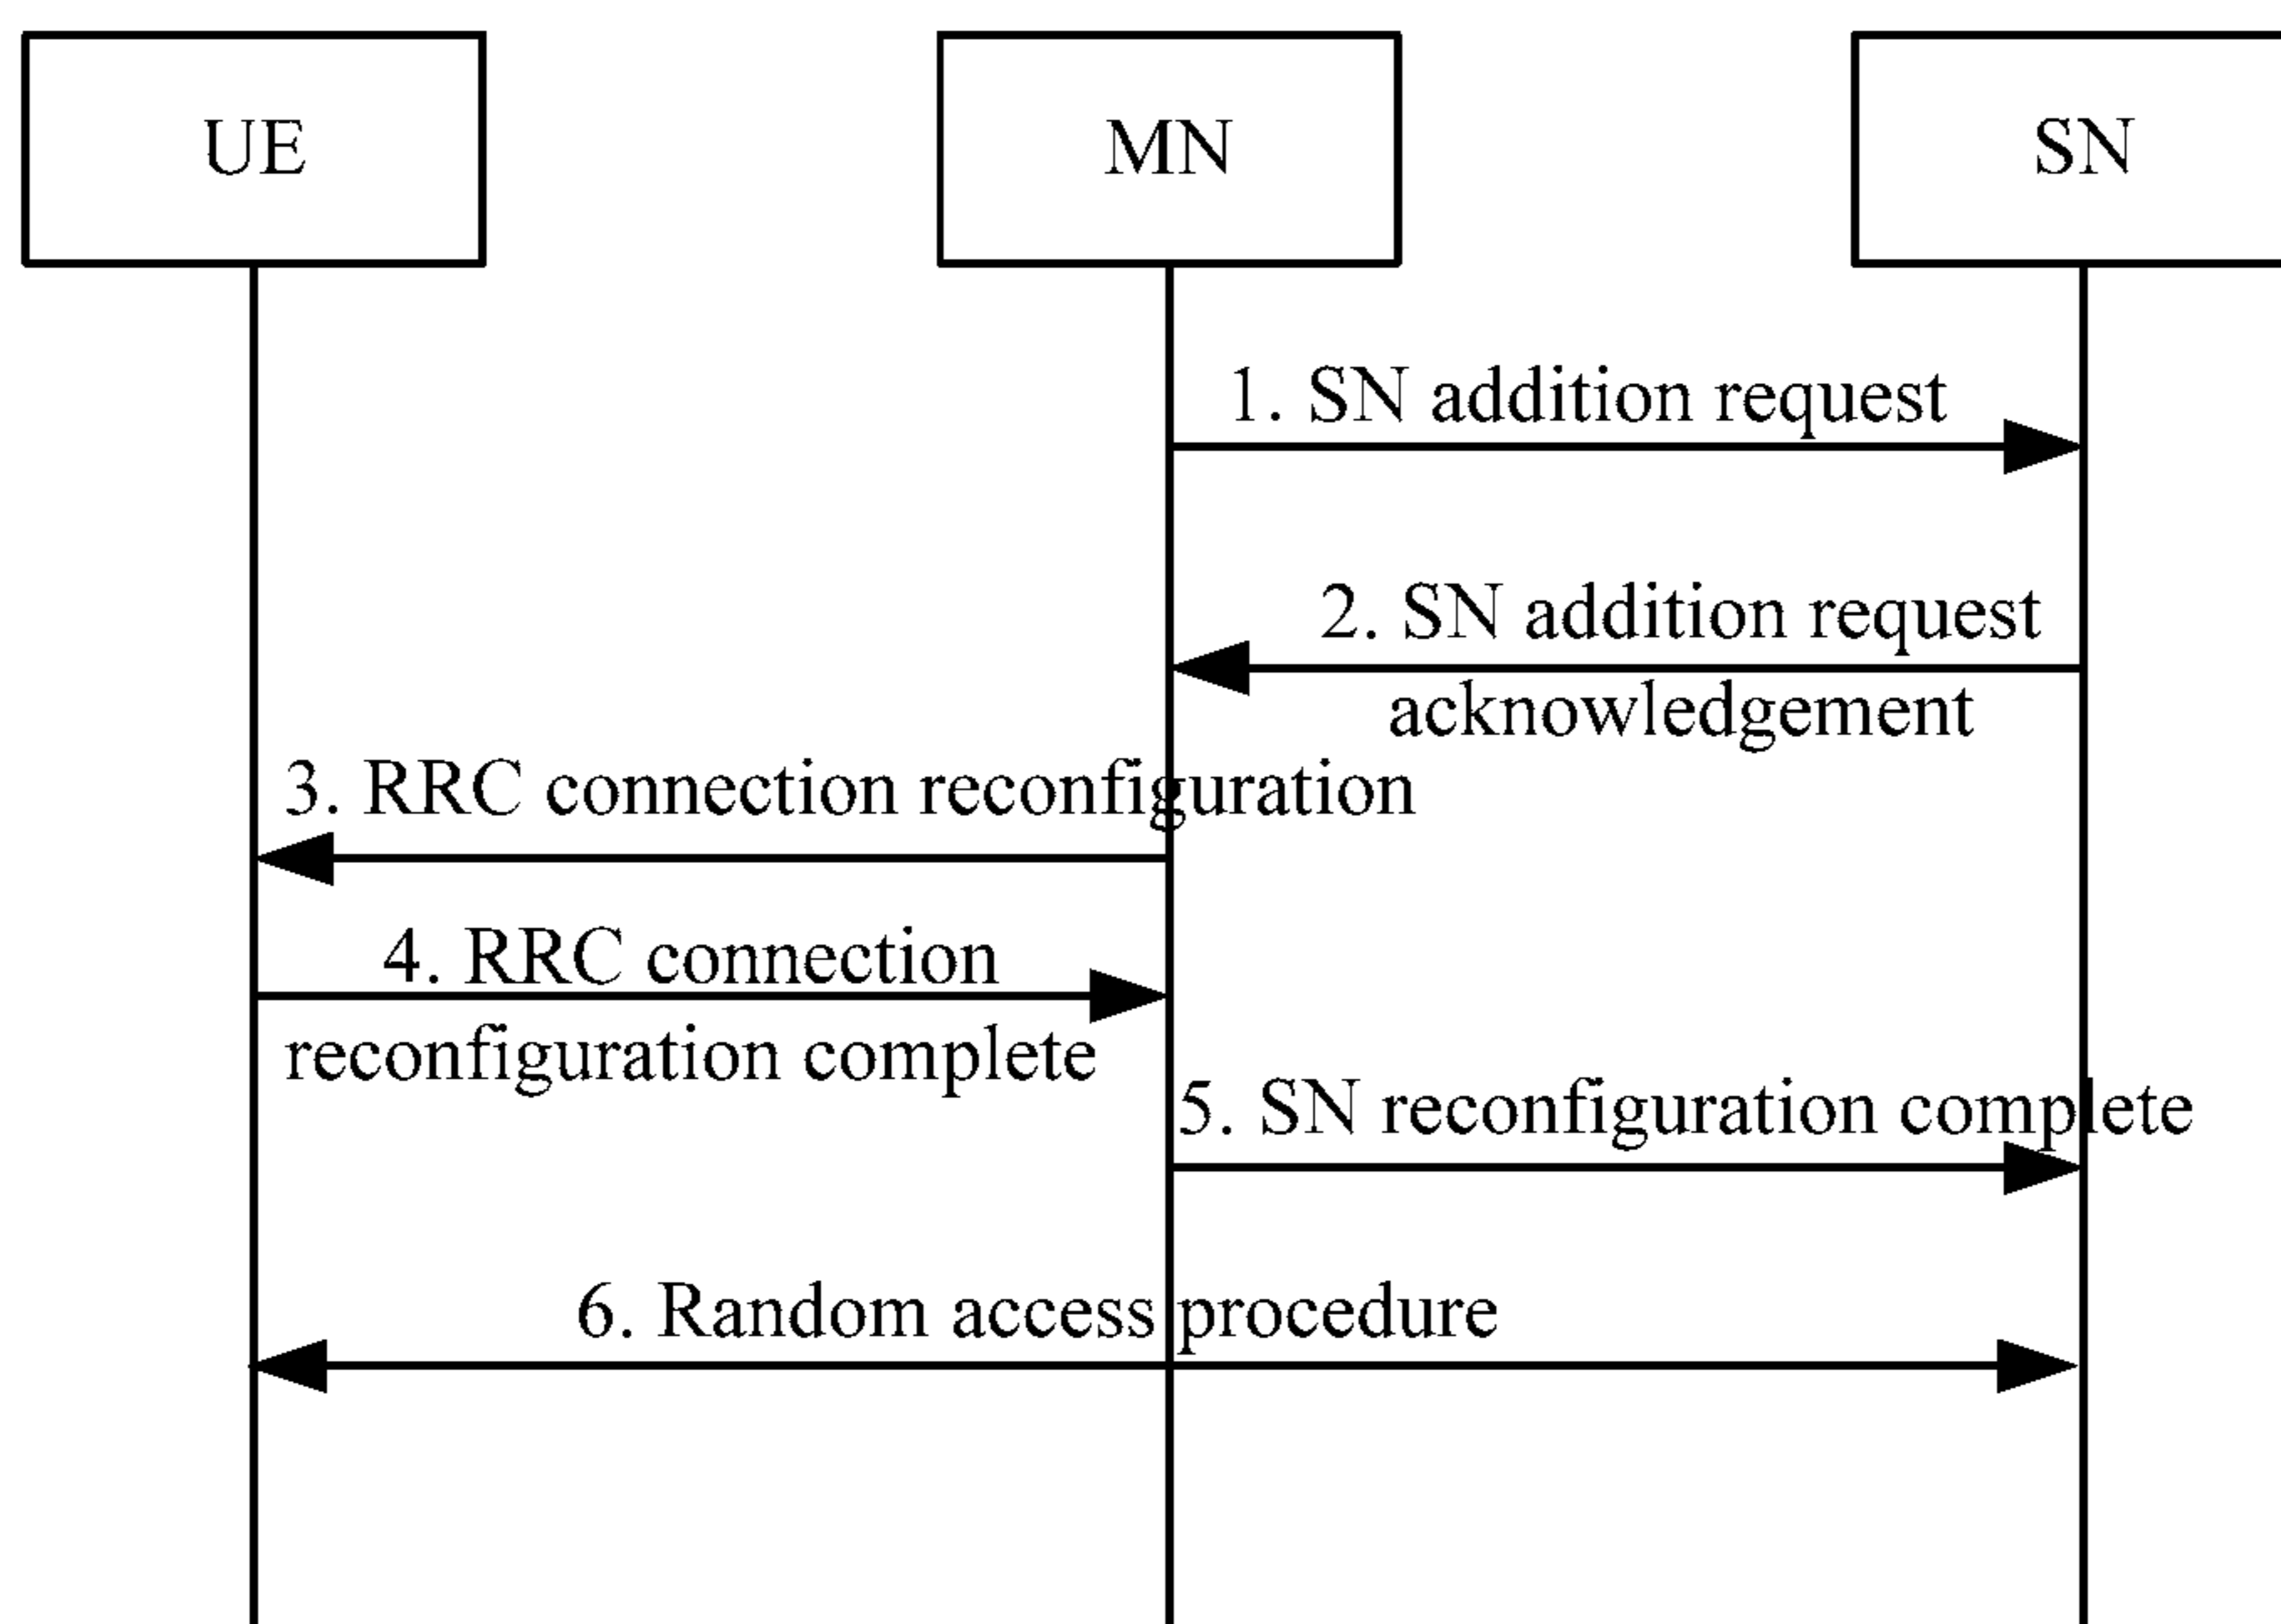 UE
MN
SN
1. SN addition request
2. SN addition request
acknowledgement
3. RRC connection reconfiguration
4. RRC connection
reconfiguration complete
5. SN reconfiguration complete
6. Random access procedure